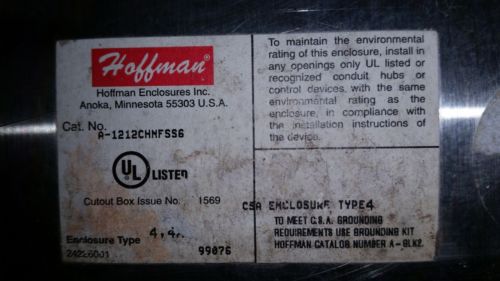 Hoffman
Hoffman Enclosures Inc.
Anoka, Minnesota 55303 U.S.A.
Cat. No.
A-1212CHNFSS6
UL LISTED
Cutout Box Issue No. 1569
Enclosure Type 4,4
24226001
99076
To maintain the environmental
rating of this enclosure, install in
any openings only UL listed or
recognized conduit hubs or
control devices, with the same
environmental rating as the
enclosure, in compliance with
the installation instructions of
the device.
CSA ENCLOSURE TYPE4
TO MEET C.S.A. GROUNDING
REQUIREMENTS USE GROUNDING KIT
HOFFMAN CATALOG NUMBER A-GLK2.